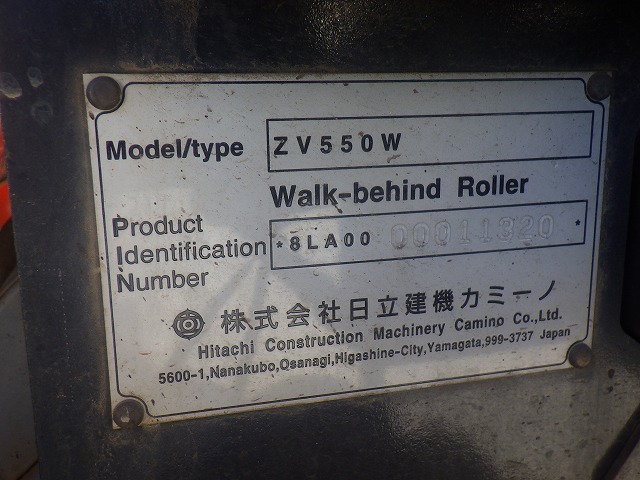 Model/type ZV550W
Walk-behind Roller
Product
Identification
Number
*8LA00 00011320 *
株式会社日立建機カミーノ
Hitachi Construction Machinery Camino Co.,Ltd.
5600-1,Nanakubo,Osanagi,Higashine-City,Yamagata,999-3737 Japan